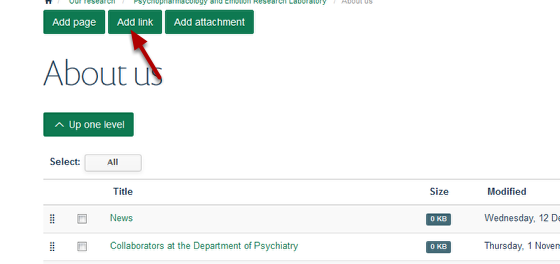 / Our research / Psychopharmacology and Emotion Research Laboratory / About us
Add page Add link Add attachment
About us
Up one level
Select: All
Title Size Modified
News 0 KB Wednesday, 12 De
Collaborators at the Department of Psychiatry 0 KB Thursday, 1 Novem